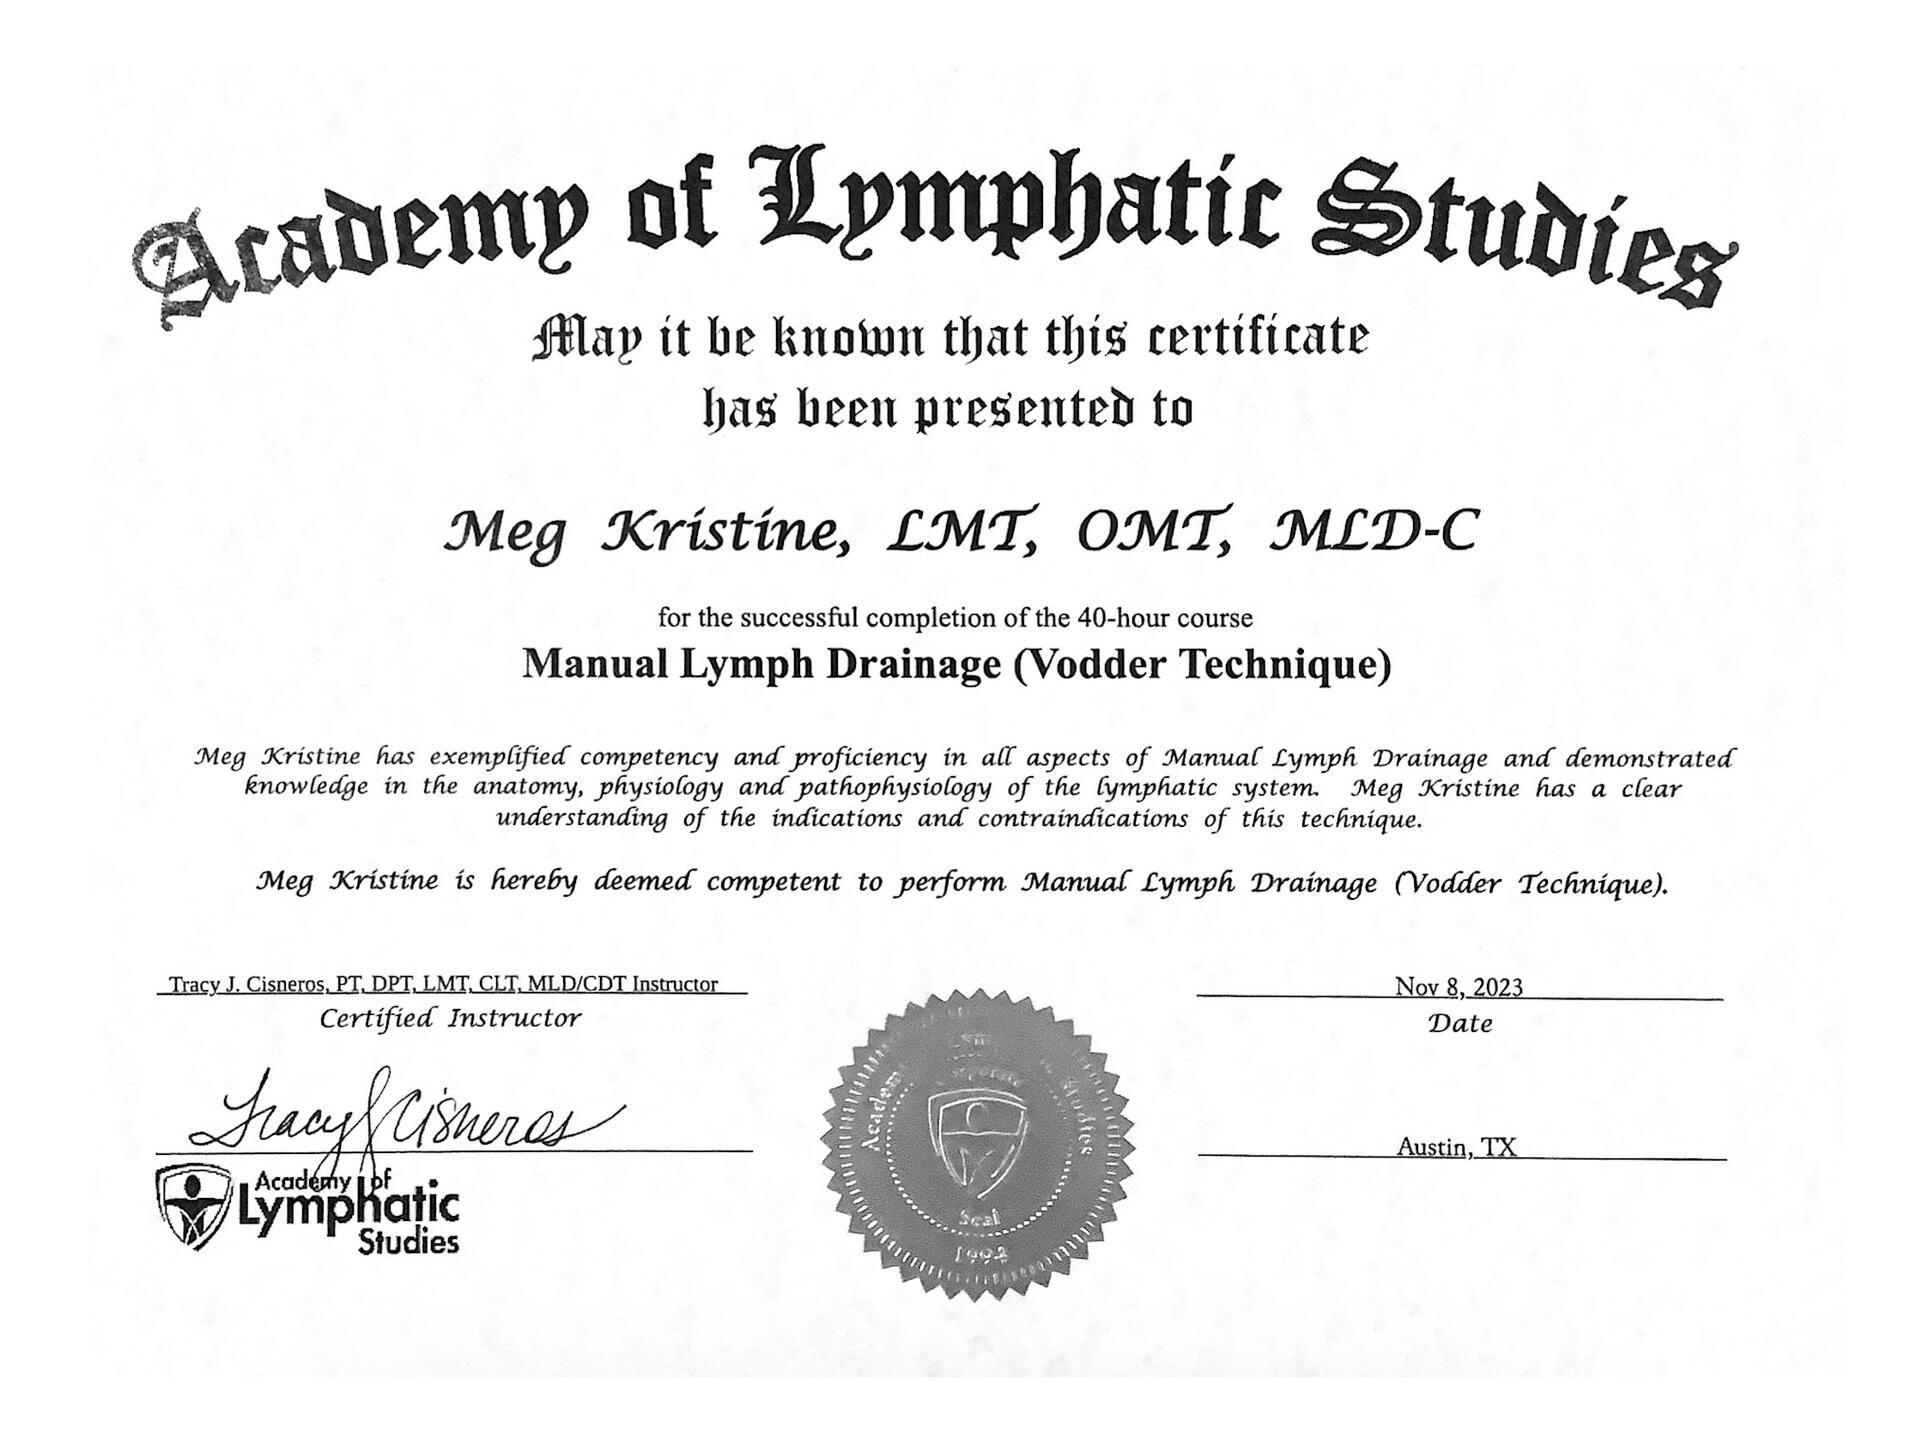 Academy of Lymphatic Studies
May it be known that this certificate
has been presented to
Meg Kristine, LMT, OMT, MLD-C
for the successful completion of the 40-hour course
Manual Lymph Drainage (Vodder Technique)
Meg Kristine has exemplified competency and proficiency in all aspects of Manual Lymph Drainage and demonstrated
knowledge in the anatomy, physiology and pathophysiology of the lymphatic system. Meg Kristine has a clear
understanding of the indications and contraindications of this technique.
Meg Kristine is hereby deemed competent to perform Manual Lymph Drainage (Vodder Technique).
Tracy J. Cisneros, PT, DPT, LMT, CLT, MLD/CDT Instructor
Certified Instructor
Nov 8, 2023
Date
Tracy J Cisneros
Austin, TX
Academy of
Lymphatic
Studies
Corporate
Seal